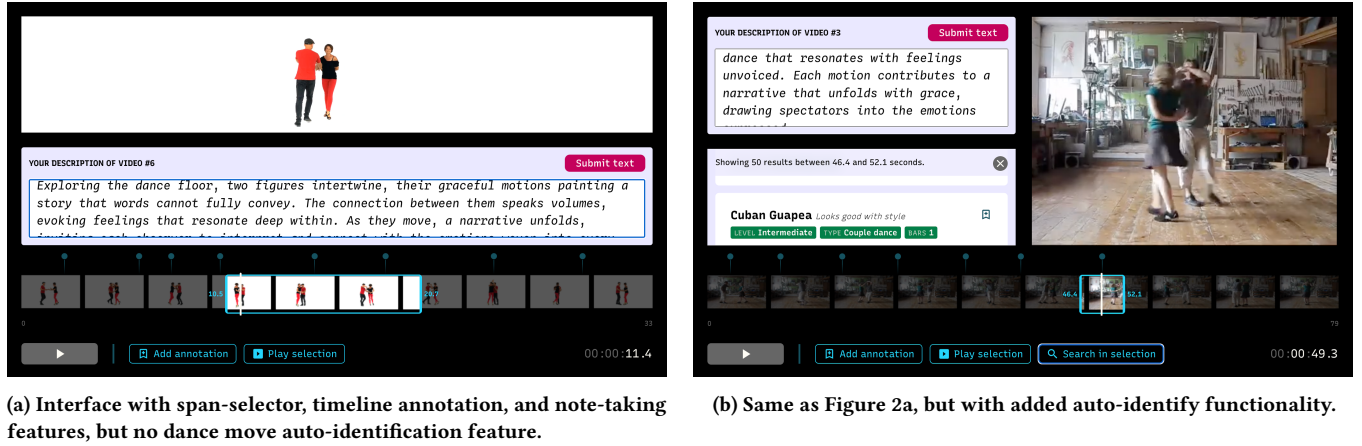 YOUR DESCRIPTION OF VIDEO #6
Submit text
Exploring the dance floor, two figures intertwine, their graceful motions painting a
story that words cannot fully convey. The connection between them speaks volumes,
evoking feelings that resonate deep within. As they move, a narrative unfolds,
10.5
20.7
0
33
Add annotation
Play selection
00:00:11.4
(a) Interface with span-selector, timeline annotation, and note-taking
features, but no dance move auto-identification feature.
YOUR DESCRIPTION OF VIDEO #3
Submit text
dance that resonates with feelings
unvoiced. Each motion contributes to a
narrative that unfolds with grace,
drawing spectators into the emotions
Showing 50 results between 46.4 and 52.1 seconds.
Cuban Guapea Looks good with style
LEVEL Intermediate TYPE Couple dance BARS 1
46.4
52.1
0
79
Add annotation
Play selection
Search in selection
00:00:49.3
(b) Same as Figure 2a, but with added auto-identify functionality.